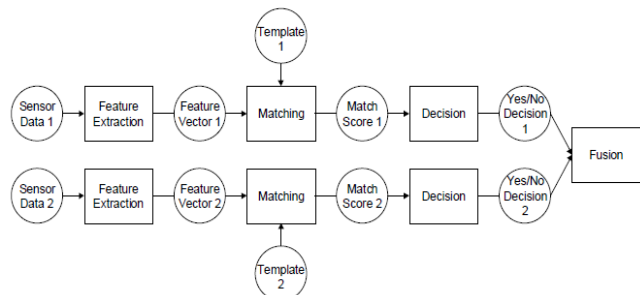 Template
1
Sensor
Data 1
Feature
Extraction
Feature
Vector 1
Matching
Match
Score 1
Decision
Yes/No
Decision
1
Fusion
Sensor
Data 2
Feature
Extraction
Feature
Vector 2
Matching
Match
Score 2
Decision
Yes/No
Decision
2
Template
2